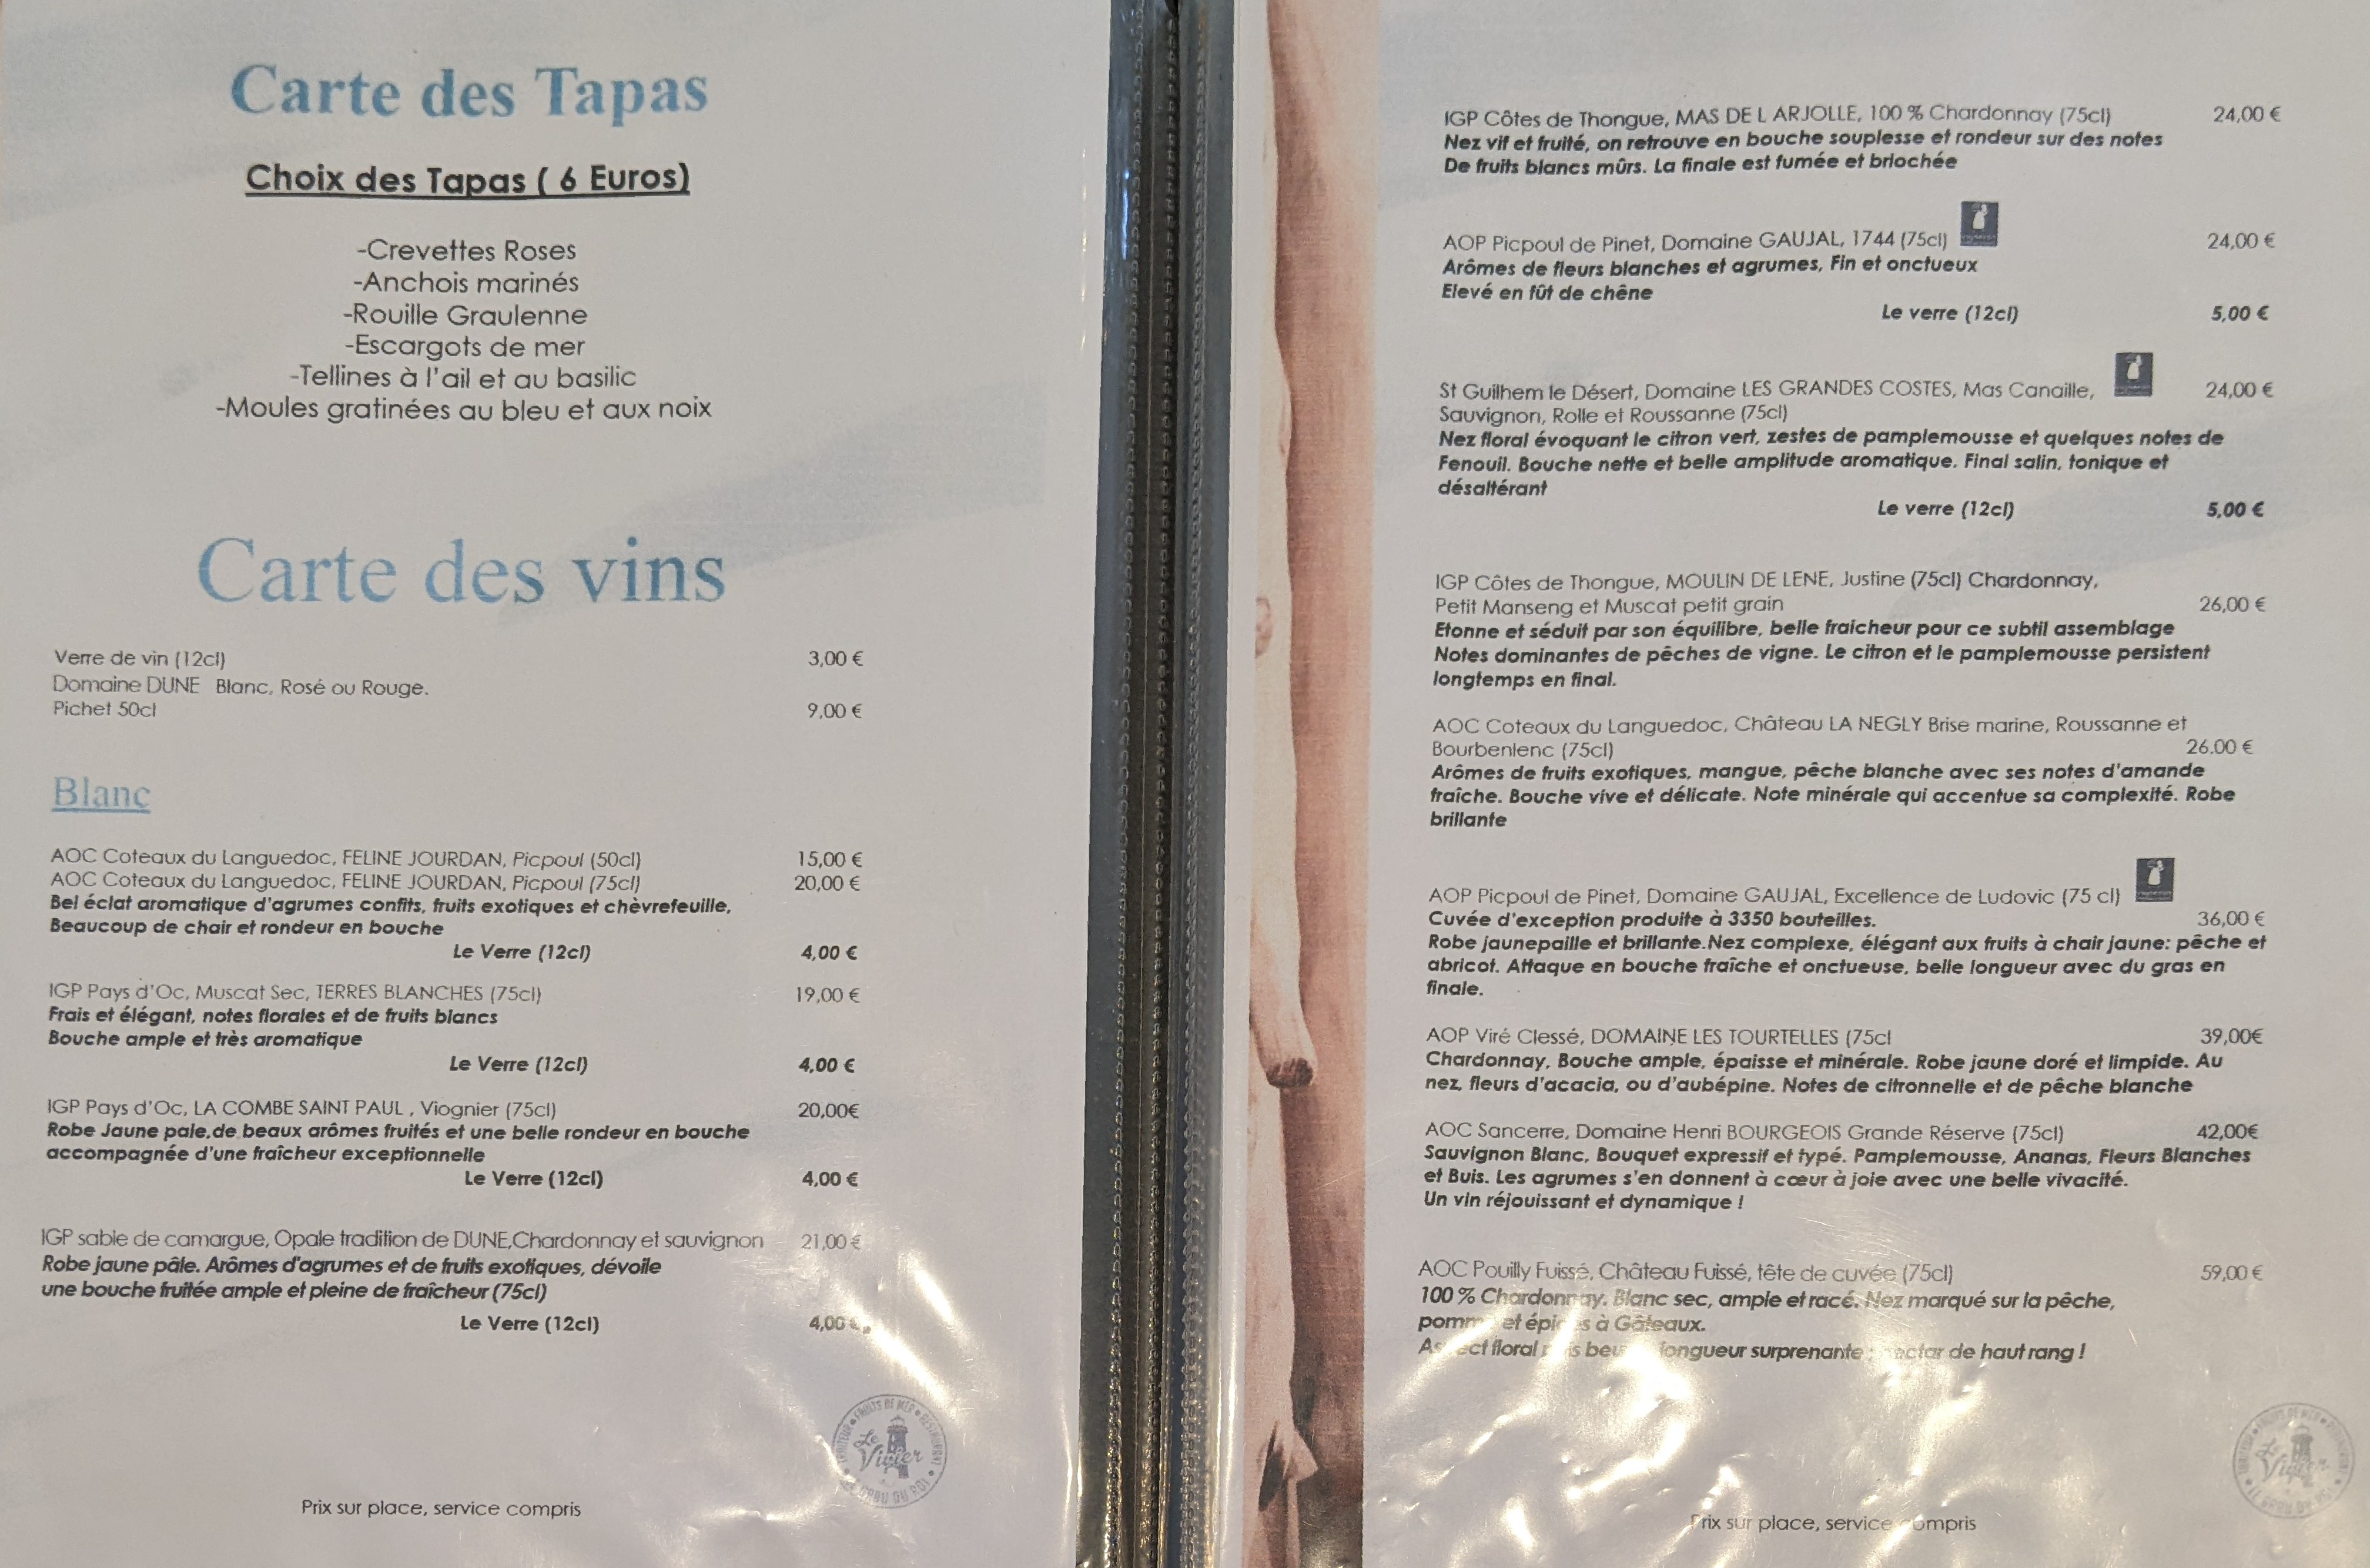 Carte des Tapas
Choix des Tapas ( 6 Euros)
-Crevettes Roses
-Anchois marinés
-Rouille Graulenne
-Escargots de mer
-Tellines à l'ail et au basilic
-Moules gratinées au bleu et aux noix
Carte des vins
Verre de vin (12cl) 3,00 €
Domaine DUNE Blanc, Rosé ou Rouge.
Pichet 50cl 9,00 €
Blanc
AOC Coteaux du Languedoc, FELINE JOURDAN, Picpoul (50cl) 15,00 €
AOC Coteaux du Languedoc, FELINE JOURDAN, Picpoul (75cl) 20,00 €
Bel éclat aromatique d'agrumes confits, fruits exotiques et chèvrefeuille,
Beaucoup de chair et rondeur en bouche
Le Verre (12cl) 4,00 €
IGP Pays d'Oc, Muscat Sec, TERRES BLANCHES (75cl) 19,00 €
Frais et élégant, notes florales et de fruits blancs
Bouche ample et très aromatique
Le Verre (12cl) 4,00 €
IGP Pays d'Oc, LA COMBE SAINT PAUL , Viognier (75cl) 20,00€
Robe Jaune pale,de beaux arômes fruités et une belle rondeur en bouche
accompagnée d'une fraîcheur exceptionnelle
Le Verre (12cl) 4,00 €
IGP sable de camargue, Opale tradition de DUNE,Chardonnay et sauvignon 21,00 €
Robe jaune pâle. Arômes d'agrumes et de fruits exotiques, dévoile
une bouche fruitée ample et pleine de fraîcheur (75cl)
Le Verre (12cl) 4,00 €
FRUITS DE MER
Le Vivier
Prix sur place, service compris
IGP Côtes de Thongue, MAS DE L ARJOLLE, 100 % Chardonnay (75cl) 24,00 €
Nez vif et fruité, on retrouve en bouche souplesse et rondeur sur des notes
De fruits blancs mûrs. La finale est fumée et briochée
AOP Picpoul de Pinet, Domaine GAUJAL, 1744 (75cl) 24,00 €
Arômes de fleurs blanches et agrumes, Fin et onctueux
Elevé en fût de chêne
Le verre (12cl) 5,00 €
St Guilhem le Désert, Domaine LES GRANDES COSTES, Mas Canaille, 24,00 €
Sauvignon, Rolle et Roussanne (75cl)
Nez floral évoquant le citron vert, zestes de pamplemousse et quelques notes de
Fenouil. Bouche nette et belle amplitude aromatique. Final salin, tonique et
désaltérant
Le verre (12cl) 5,00 €
IGP Côtes de Thongue, MOULIN DE LENE, Justine (75cl) Chardonnay,
Petit Manseng et Muscat petit grain 26,00 €
Etonne et séduit par son équilibre, belle fraicheur pour ce subtil assemblage
Notes dominantes de pêches de vigne. Le citron et le pamplemousse persistent
longtemps en final.
AOC Coteaux du Languedoc, Château LA NEGLY Brise marine, Roussanne et
Bourbenlenc (75cl) 26.00 €
Arômes de fruits exotiques, mangue, pêche blanche avec ses notes d'amande
fraîche. Bouche vive et délicate. Note minérale qui accentue sa complexité. Robe
brillante
AOP Picpoul de Pinet, Domaine GAUJAL, Excellence de Ludovic (75 cl)
Cuvée d'exception produite à 3350 bouteilles. 36,00 €
Robe jaunepaille et brillante.Nez complexe, élégant aux fruits à chair jaune: pêche et
abricot. Attaque en bouche fraîche et onctueuse, belle longueur avec du gras en
finale.
AOP Viré Clessé, DOMAINE LES TOURTELLES (75cl 39,00€
Chardonnay, Bouche ample, épaisse et minérale. Robe jaune doré et limpide. Au
nez, fleurs d'acacia, ou d'aubépine. Notes de citronnelle et de pêche blanche
AOC Sancerre, Domaine Henri BOURGEOIS Grande Réserve (75cl) 42,00€
Sauvignon Blanc, Bouquet expressif et typé. Pamplemousse, Ananas, Fleurs Blanches
et Buis. Les agrumes s'en donnent à cœur à joie avec une belle vivacité.
Un vin réjouissant et dynamique !
AOC Pouilly Fuissé, Château Fuissé, tête de cuvée (75cl) 59,00 €
100 % Chardonnay. Blanc sec, ample et racé. Nez marqué sur la pêche,
et épices à Gâteaux.
Aspect floral longueur surprenante ; nectar de haut rang !
Prix sur place, service compris